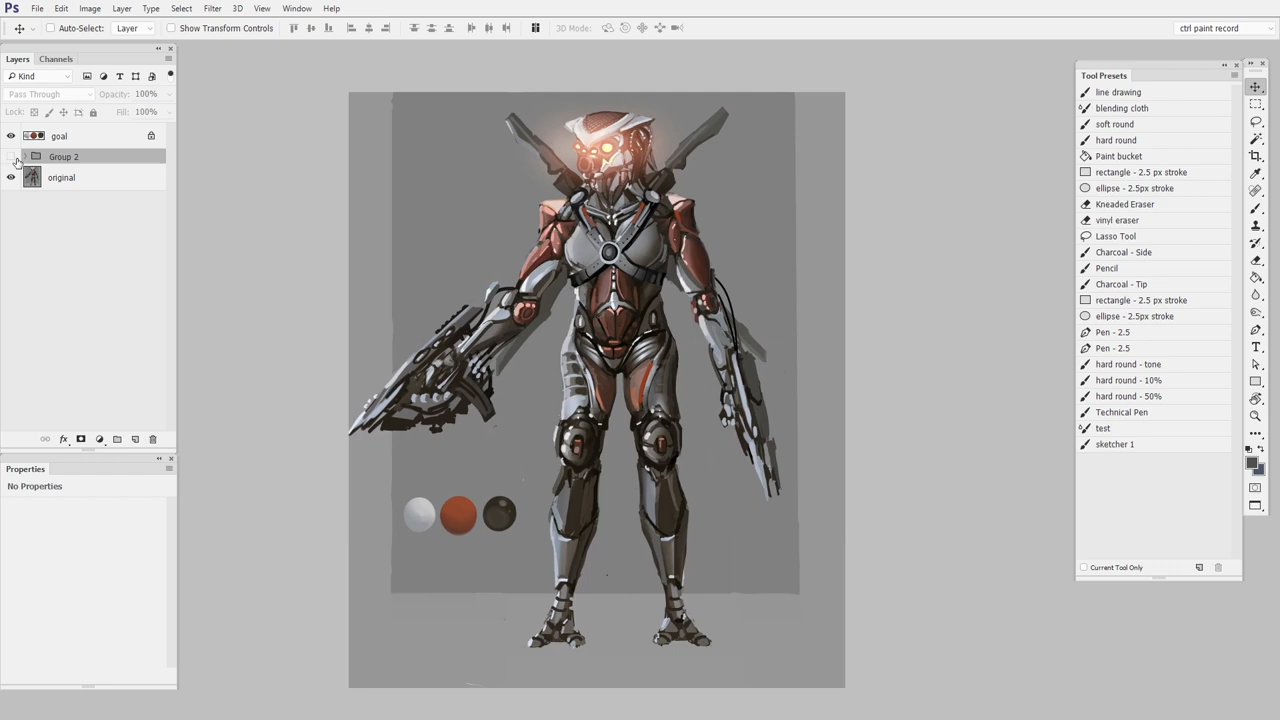 Ps File Edit Image Layer Type Select Filter 3D View Window Help
Auto-Select: Layer Show Transform Controls 3D Mode: ctrl paint record
Layers Channels
Kind
Pass Through Opacity: 100%
Lock: Fill: 100%
goal
Group 2
original
fx
Properties
No Properties
Tool Presets
line drawing
blending cloth
soft round
hard round
Paint bucket
rectangle - 2.5 px stroke
ellipse - 2.5px stroke
Kneaded Eraser
vinyl eraser
Lasso Tool
Charcoal - Side
Pencil
Charcoal - Tip
rectangle - 2.5 px stroke
ellipse - 2.5px stroke
Pen - 2.5
Pen - 2.5
hard round - tone
hard round - 10%
hard round - 50%
Technical Pen
test
sketcher 1
Current Tool Only